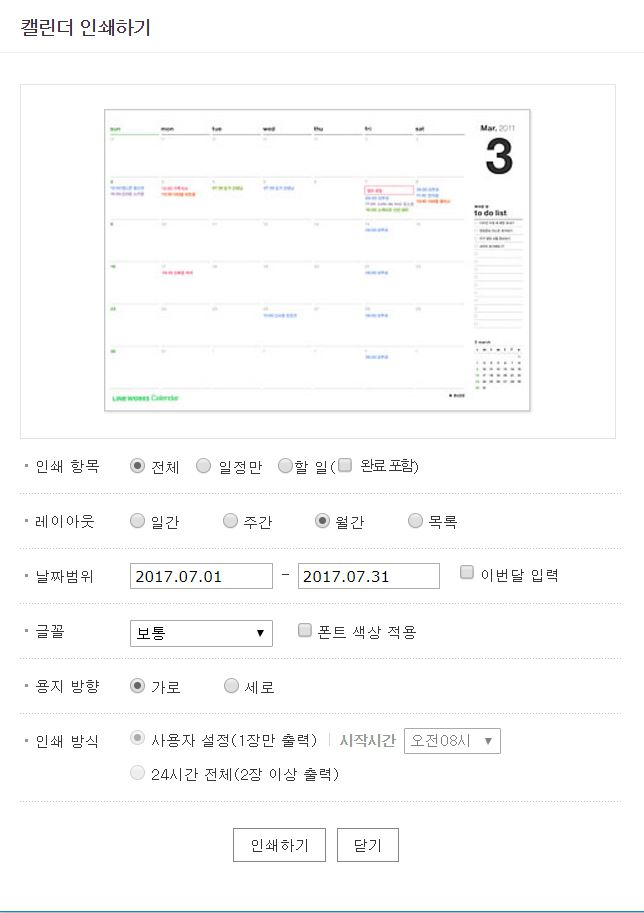 캘린더 인쇄하기
sun mon tue wed thu fri sat
Mar. 2011
3
to do list
LINE WORKS Calendar
인쇄 항목 전체 일정만 할 일( 완료 포함)
레이아웃 일간 주간 월간 목록
날짜범위 2017.07.01 - 2017.07.31 이번달 입력
글꼴 보통 ▼ 폰트 색상 적용
용지 방향 가로 세로
인쇄 방식 사용자 설정(1장만 출력) 시작시간 오전08시 ▼
24시간 전체(2장 이상 출력)
인쇄하기 닫기